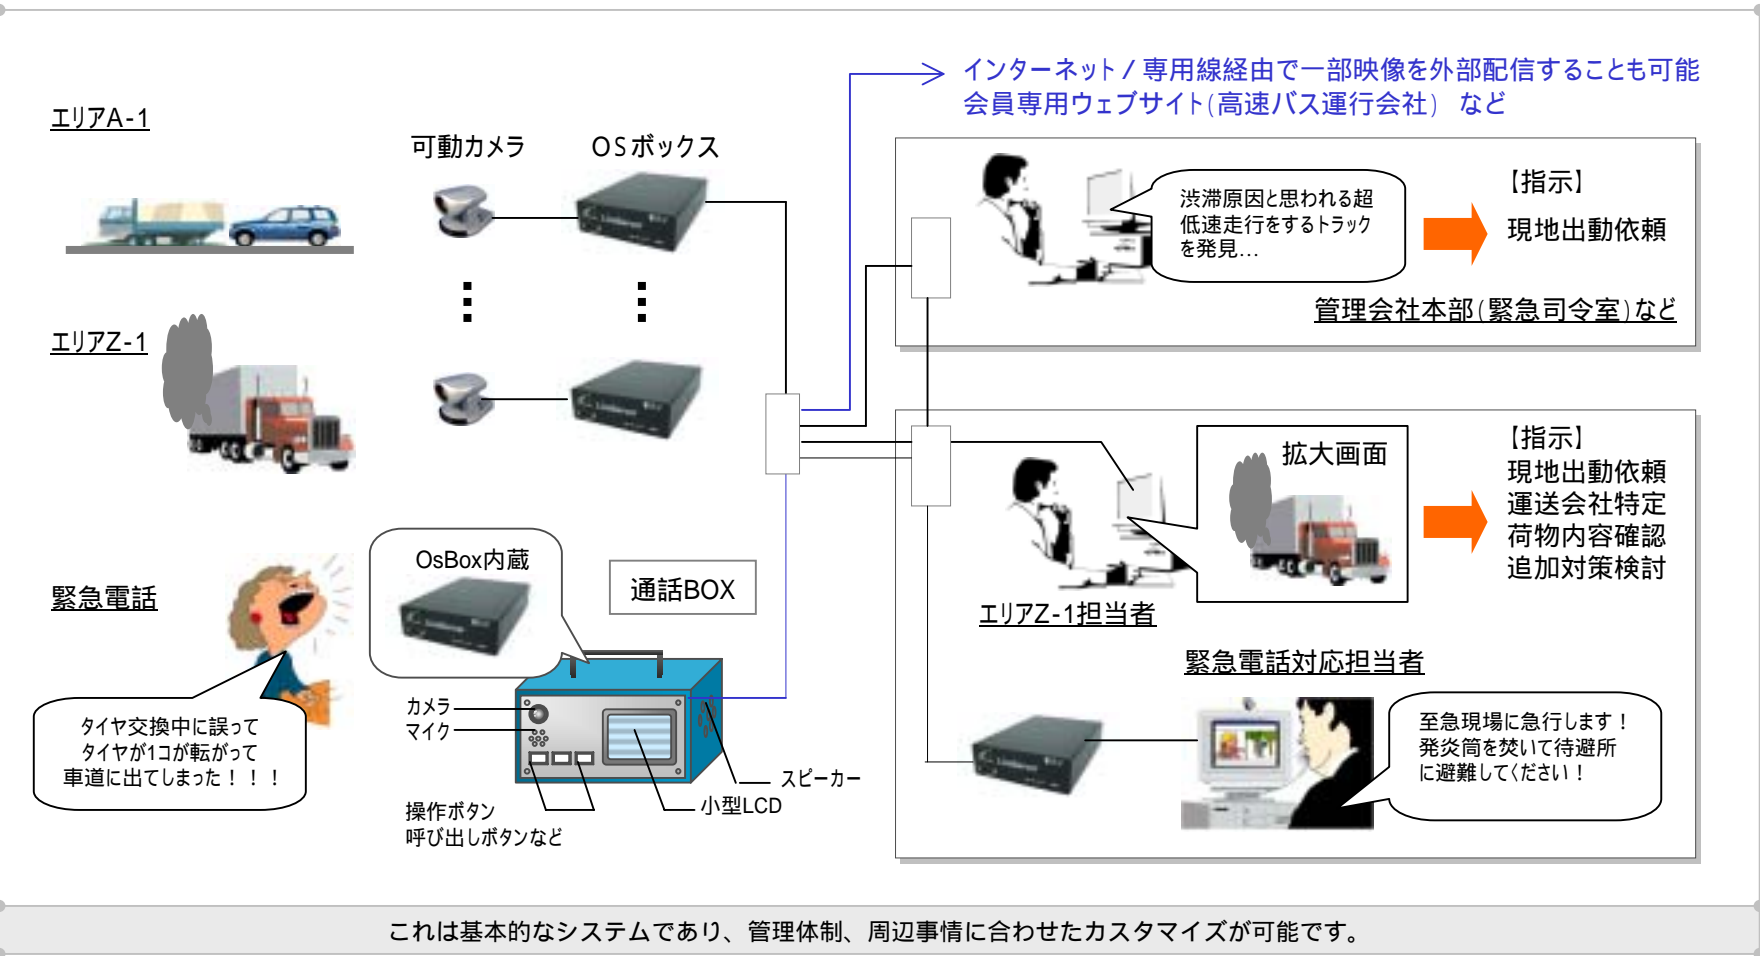 インターネット / 専用線経由で一部映像を外部配信することも可能
会員専用ウェブサイト(高速バス運行会社) など
エリアA-1
可動カメラ
OSボックス
渋滞原因と思われる超
低速走行をするトラック
を発見…
【指示】
現地出動依頼
管理会社本部(緊急司令室)など
エリアZ-1
拡大画面
【指示】
現地出動依頼
運送会社特定
荷物内容確認
追加対策検討
エリアZ-1担当者
緊急電話
OsBox内蔵
通話BOX
タイヤ交換中に誤って
タイヤが1コが転がって
車道に出てしまった！！！
カメラ
マイク
スピーカー
小型LCD
操作ボタン
呼び出しボタンなど
緊急電話対応担当者
至急現場に急行します！
発炎筒を焚いて待避所
に避難してください！
これは基本的なシステムであり、管理体制、周辺事情に合わせたカスタマイズが可能です。